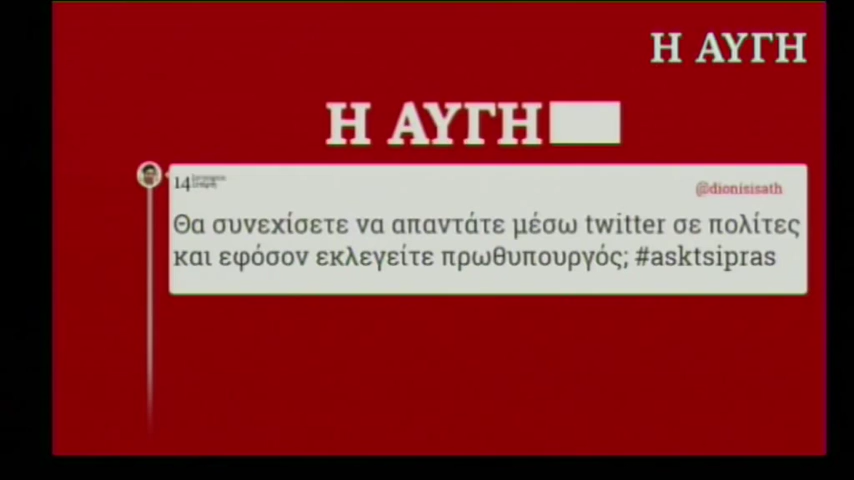 Η ΑΥΓΗ
Η ΑΥΓΗ
14
@dionisisath
Θα συνεχίσετε να απαντάτε μέσω twitter σε πολίτες
και εφόσον εκλεγείτε πρωθυπουργός; #asktsipras